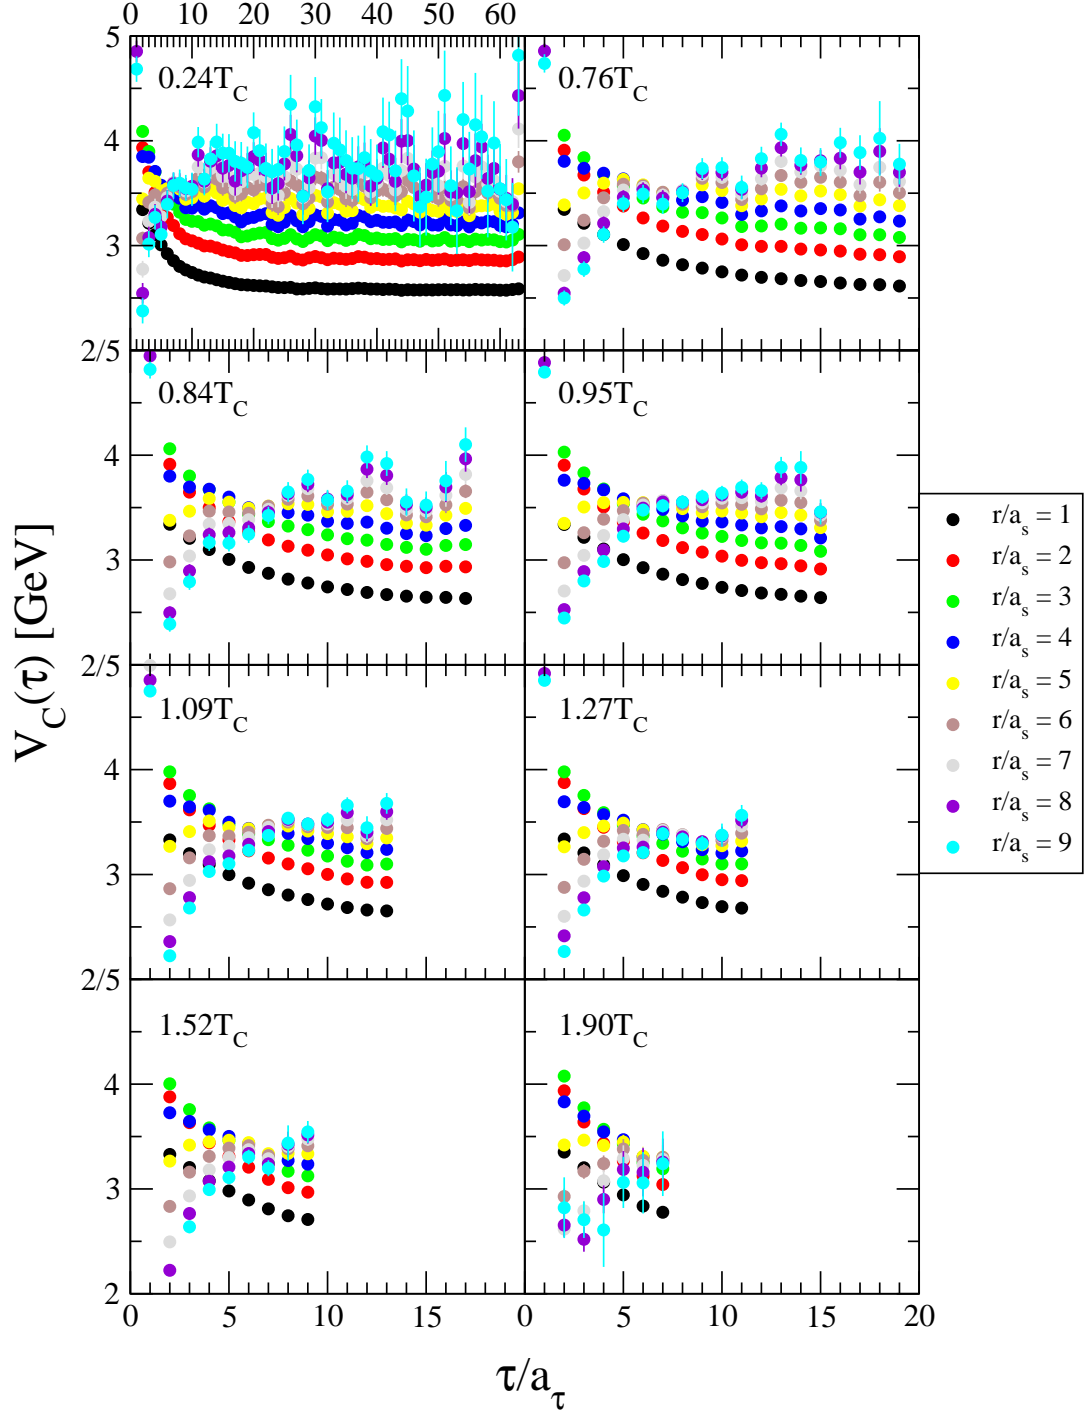 0 10 20 30 40 50 60
5
0.24T_C 0.76T_C
4
3
2/5
0.84T_C 0.95T_C
4
3
2/5
1.09T_C 1.27T_C
4
3
2/5
1.52T_C 1.90T_C
4
3
2
0 5 10 15 0 5 10 15 20
τ/a_τ
V_C(τ) [GeV]
r/a_s = 1
r/a_s = 2
r/a_s = 3
r/a_s = 4
r/a_s = 5
r/a_s = 6
r/a_s = 7
r/a_s = 8
r/a_s = 9